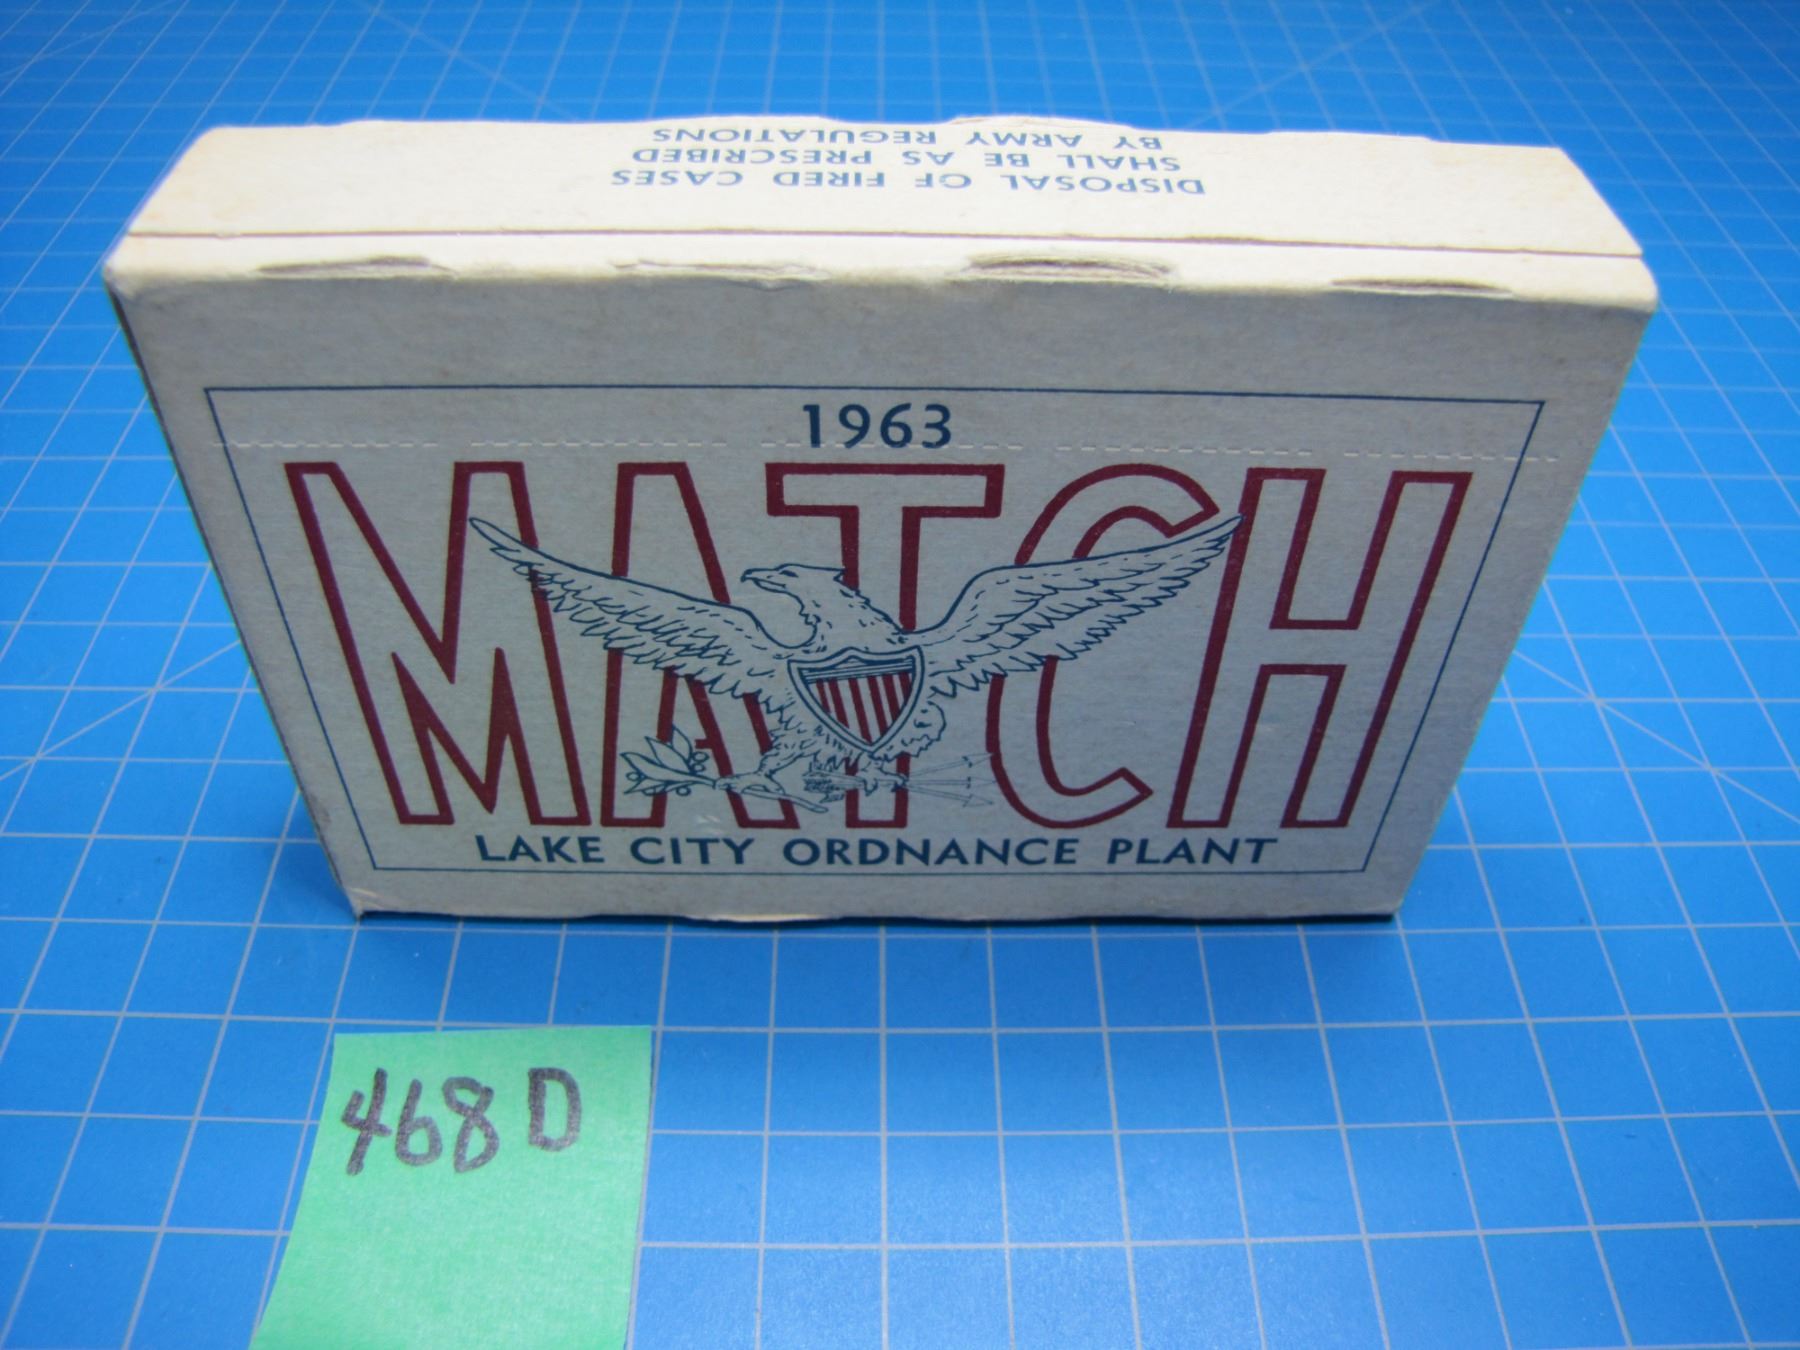 DISPOSAL OF FIRED CASES
SHALL BE AS PRESCRIBED
BY ARMY REGULATIONS
1963
MATCH
LAKE CITY ORDNANCE PLANT
468 D